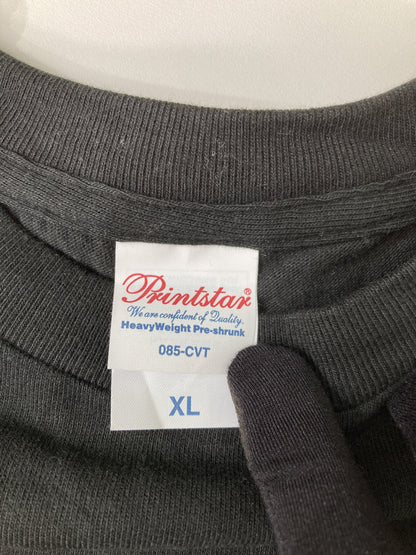 Printstar®
We are confident of Quality.
HeavyWeight Pre-shrunk
085-CVT
XL